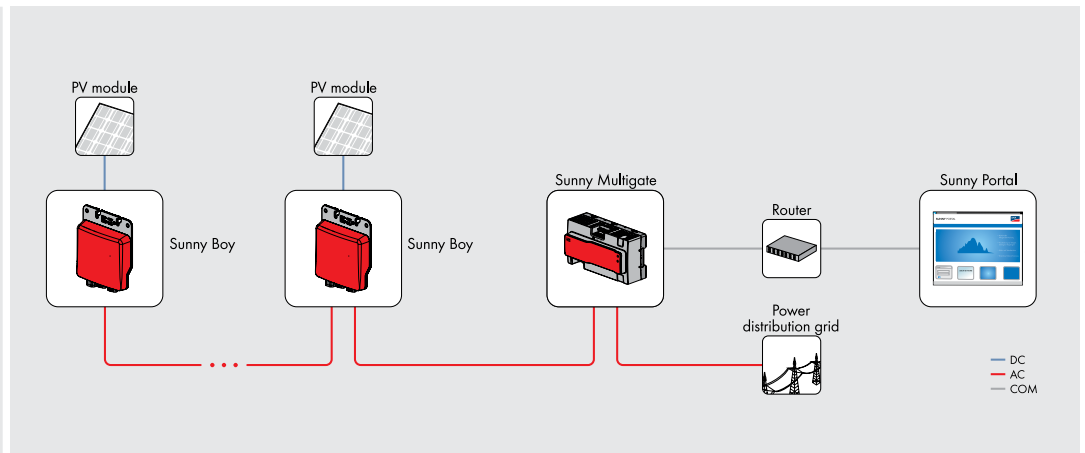 PV module
PV module
Sunny Multigate
Sunny Portal
Router
Sunny Boy
Sunny Boy
Power
distribution grid
DC
AC
COM